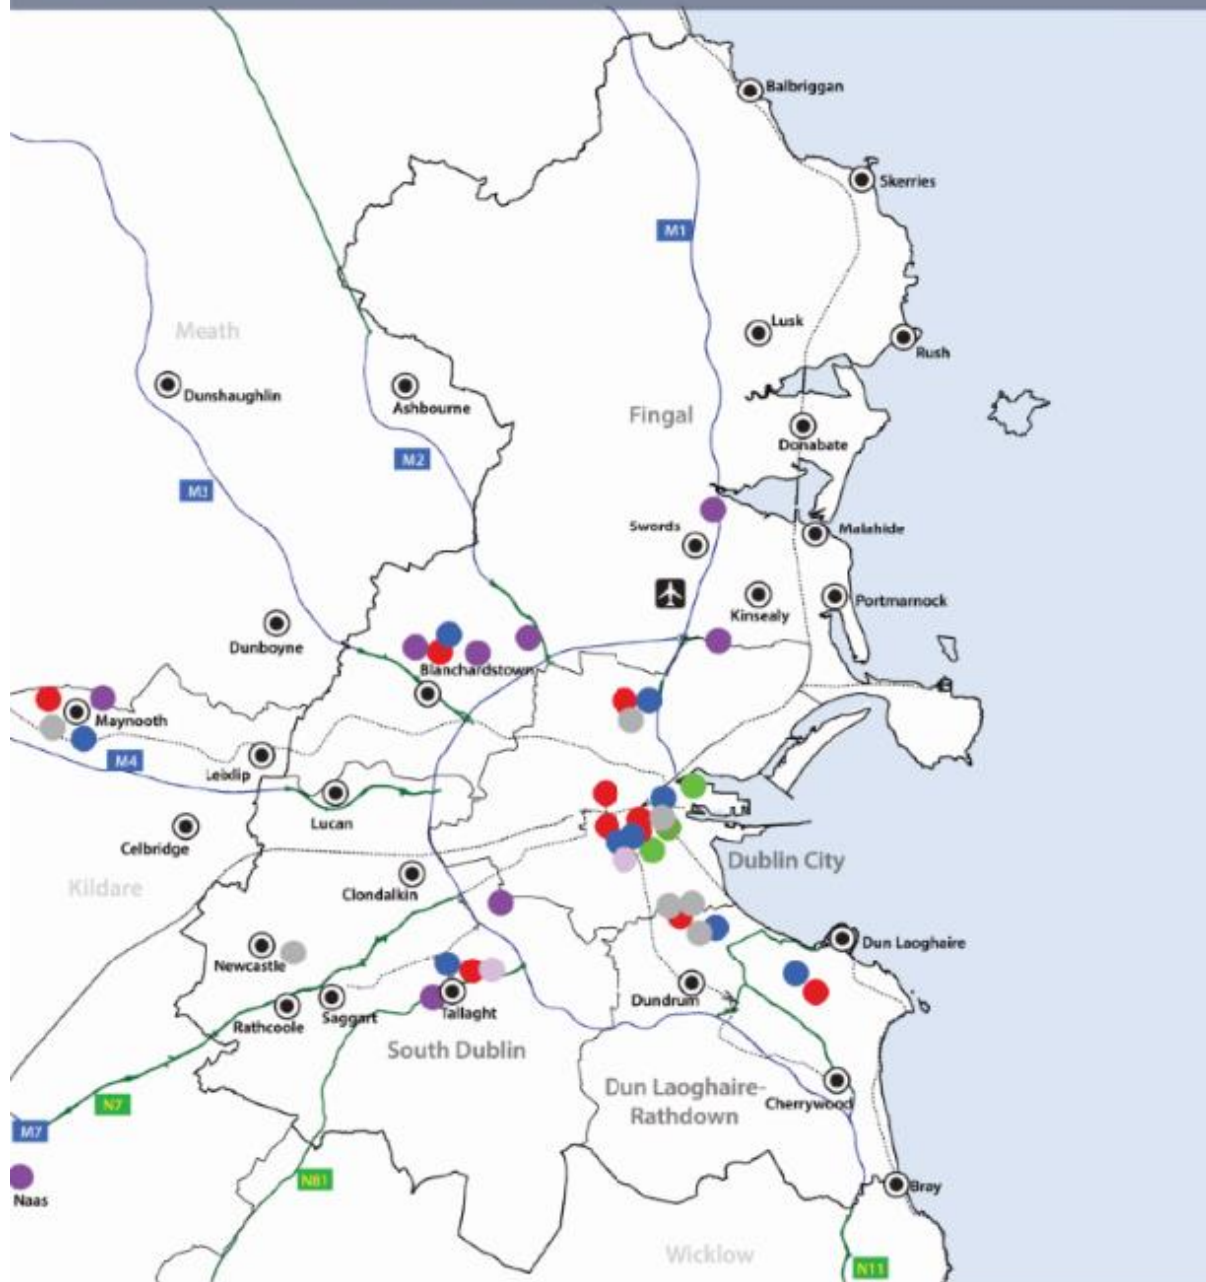 Balbriggan
Skerries
M1
Meath
Lusk
Rush
Dunshaughlin
Ashbourne
Fingal
Donabate
M2
M3
Swords
Malahide
Kinsealy
Portmarnock
Dunboyne
Blanchardstown
Maynooth
M4
Leixlip
Lucan
Celbridge
Dublin City
Kildare
Clondalkin
Dun Laoghaire
Newcastle
Dundrum
Rathcoole
Saggart
Tallaght
South Dublin
Dun Laoghaire-
Rathdown
Cherrywood
N7
M7
N81
Bray
Naas
Wicklow
N11